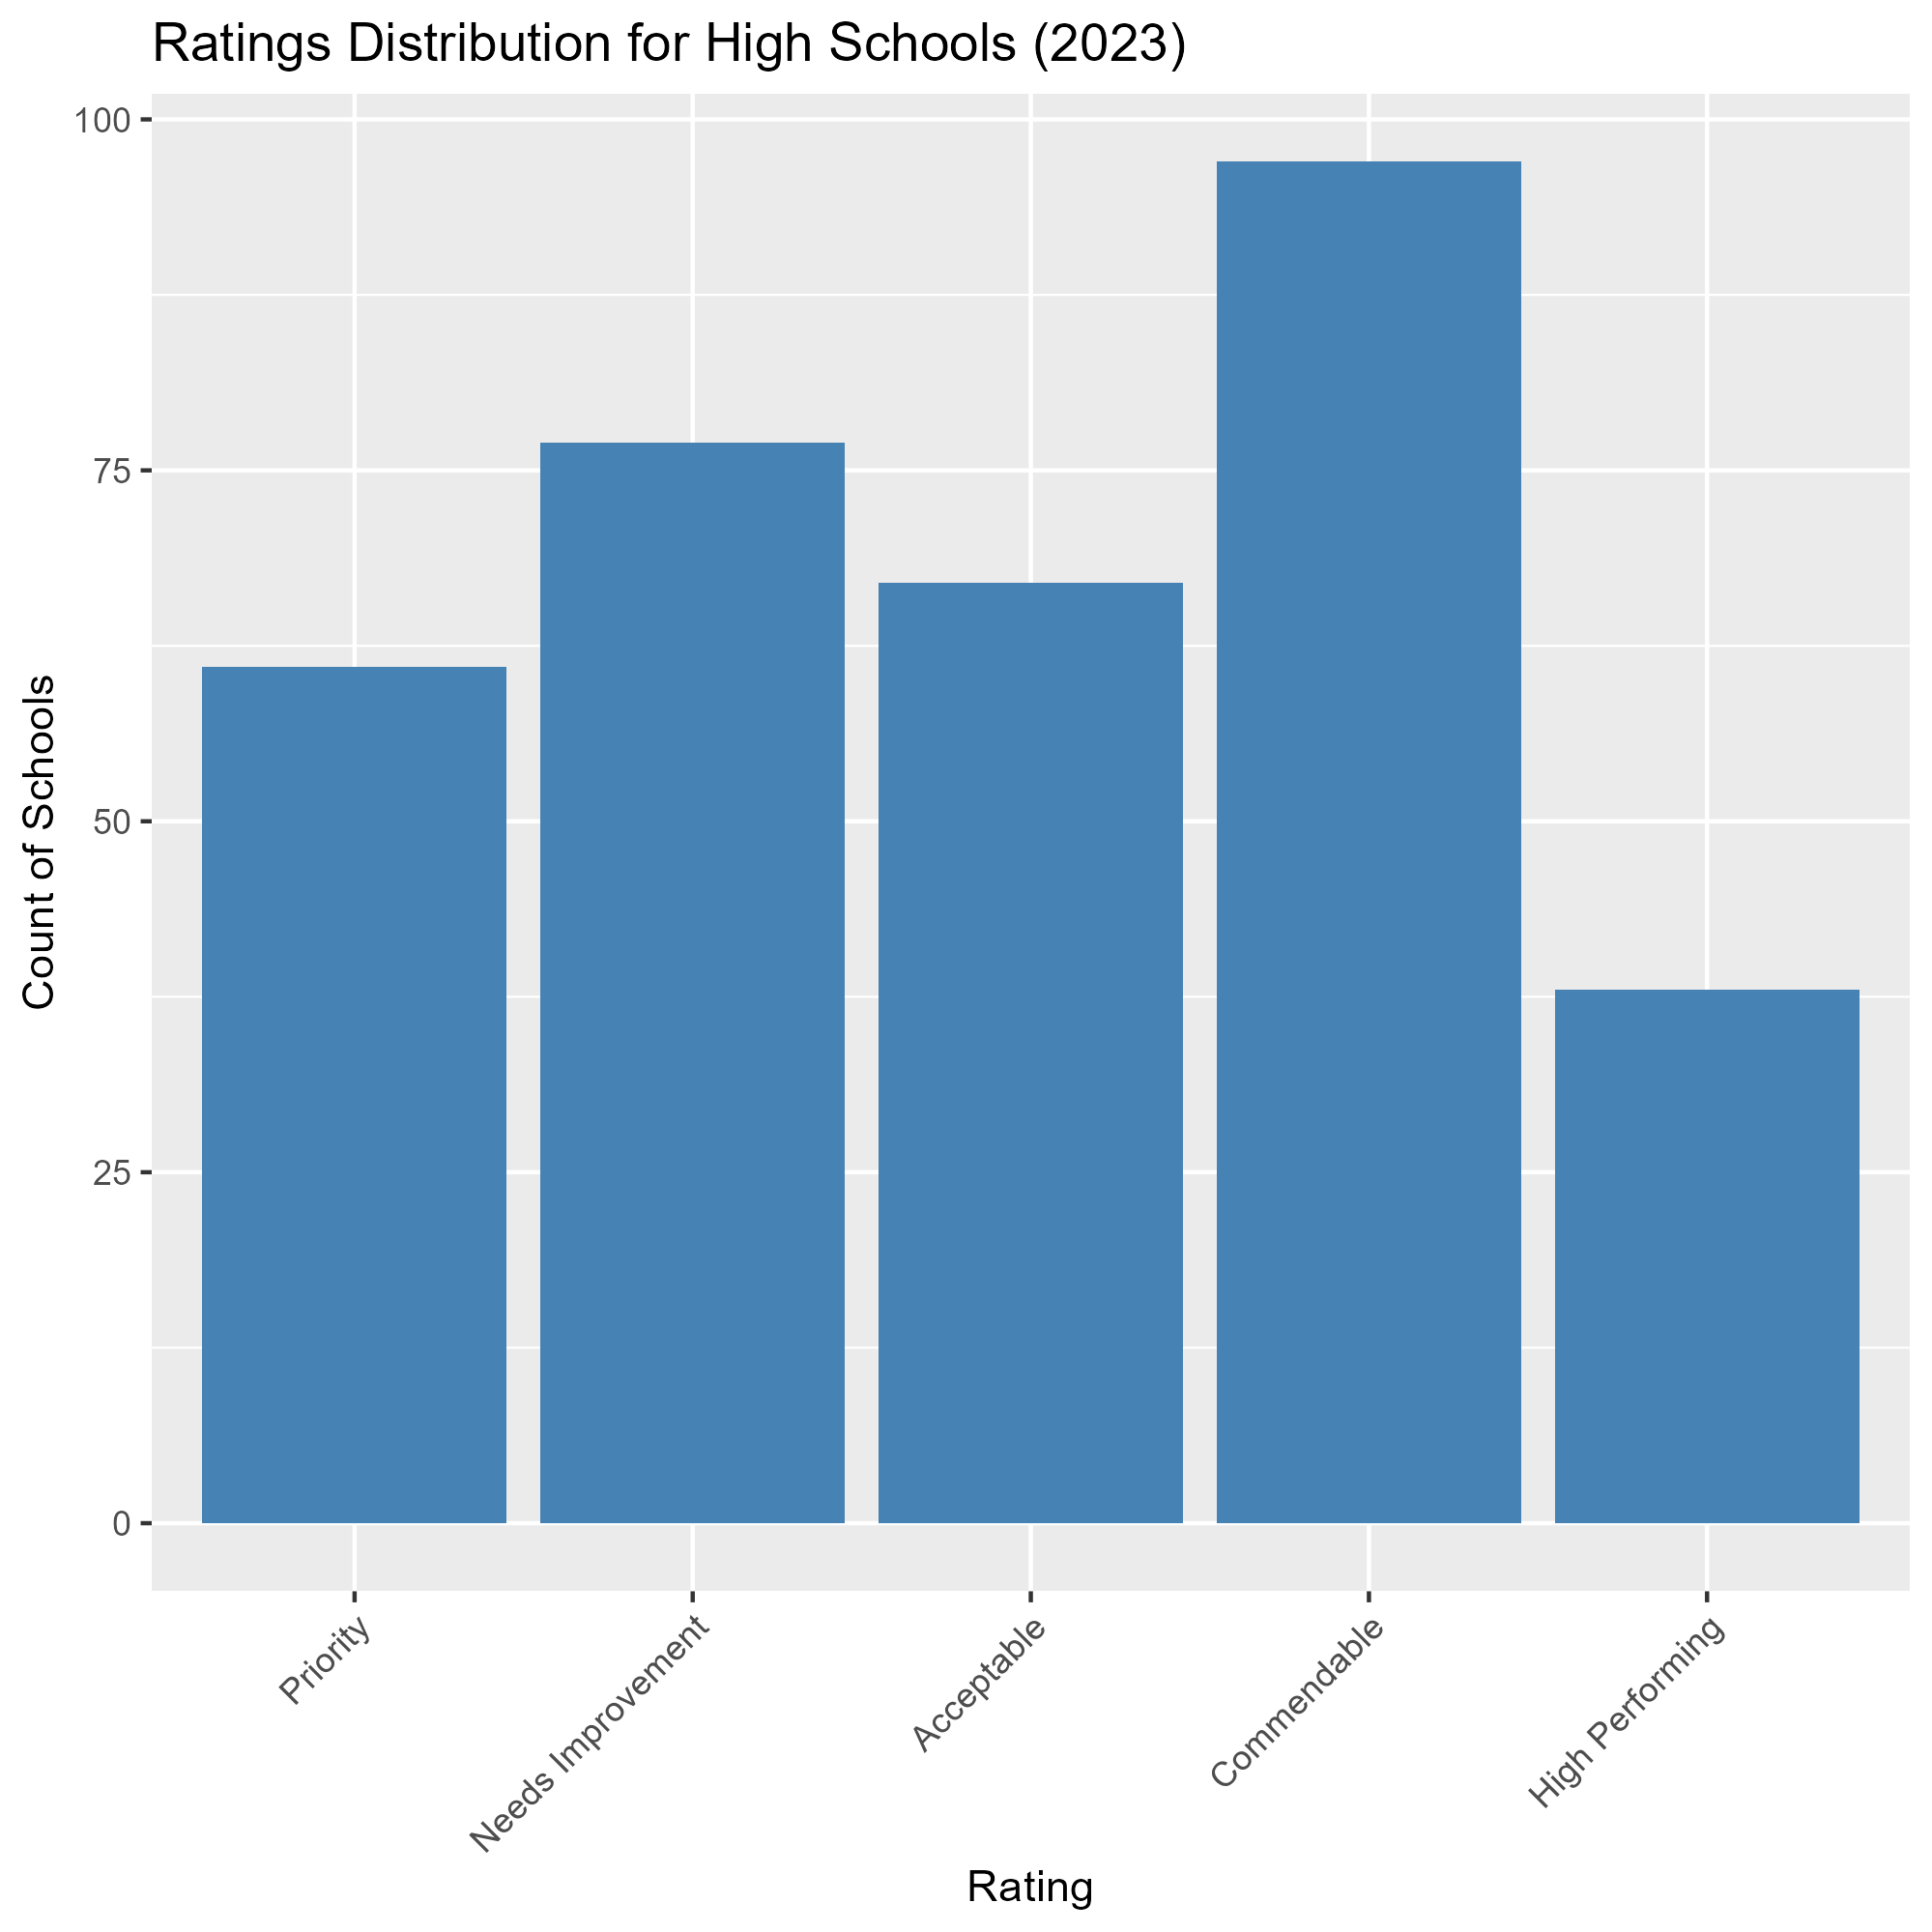 Ratings Distribution for High Schools (2023)
100
75
50
25
0
Count of Schools
Priority
Needs Improvement
Acceptable
Commendable
High Performing
Rating